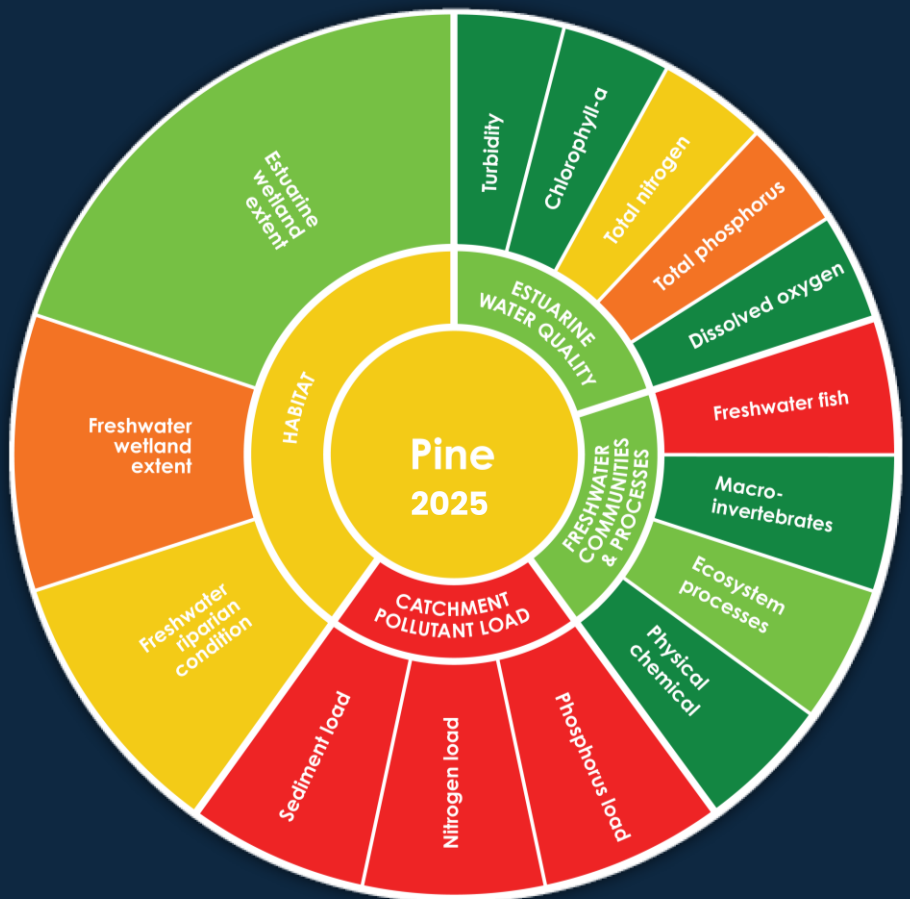 Pine
2025
ESTUARINE
WATER QUALITY
Turbidity
Chlorophyll-a
Total nitrogen
Total phosphorus
Dissolved oxygen
FRESHWATER
COMMUNITIES
& PROCESSES
Freshwater fish
Macro-
invertebrates
Ecosystem
processes
Physical
chemical
CATCHMENT
POLLUTANT LOAD
Phosphorus load
Nitrogen load
Sediment load
HABITAT
Freshwater
riparian
condition
Freshwater
wetland
extent
Estuarine
wetland
extent